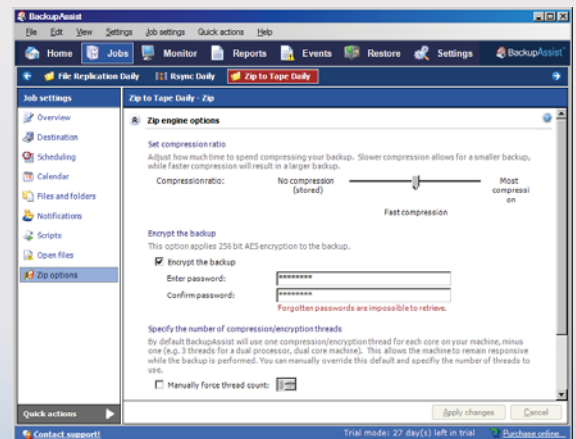 BackupAssist
File Edit View Settings Job settings Quick actions Help
Home Jobs Monitor Reports Events Restore Settings BackupAssist
File Replication Daily Rsync Daily Zip to Tape Daily
Job settings
Zip to Tape Daily - Zip
Overview
Destination
Scheduling
Calendar
Files and folders
Notifications
Scripts
Open files
Zip options
Zip engine options
Set compression ratio
Adjust how much time to spend compressing your backup. Slower compression allows for a smaller backup,
while faster compression will result in a larger backup.
Compression ratio:
No compression
(stored)
Most
compressi
on
Fast compression
Encrypt the backup
This option applies 256 bit AES encryption to the backup.
Encrypt the backup
Enter password: ********
Confirm password: ********
Forgotten passwords are impossible to retrieve.
Specify the number of compression/encryption threads
By default BackupAssist will use one compression/encryption thread for each core on your machine, minus
one (e.g. 3 threads for a dual processor, dual core machine). This allows the machine to remain responsive
while the backup is performed. You can manually override this default and specify the number of threads to
use.
Manually force thread count:
Quick actions
Apply changes Cancel
Contact support! Trial mode: 27 day(s) left in trial Purchase online...